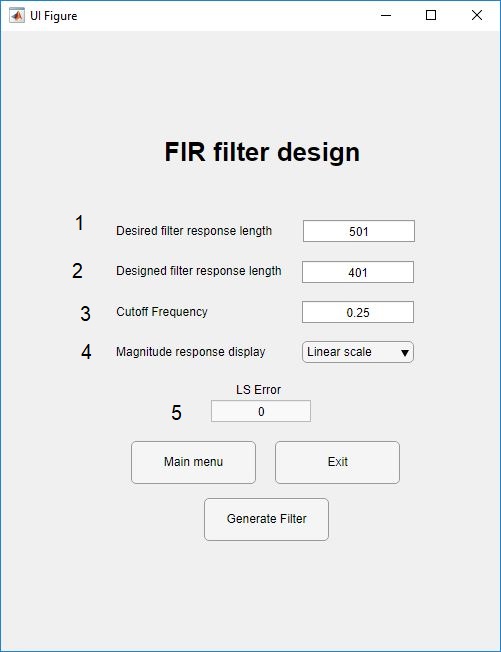 UI Figure
FIR filter design
1 Desired filter response length 501
2 Designed filter response length 401
3 Cutoff Frequency 0.25
4 Magnitude response display Linear scale
LS Error
5 0
Main menu Exit
Generate Filter